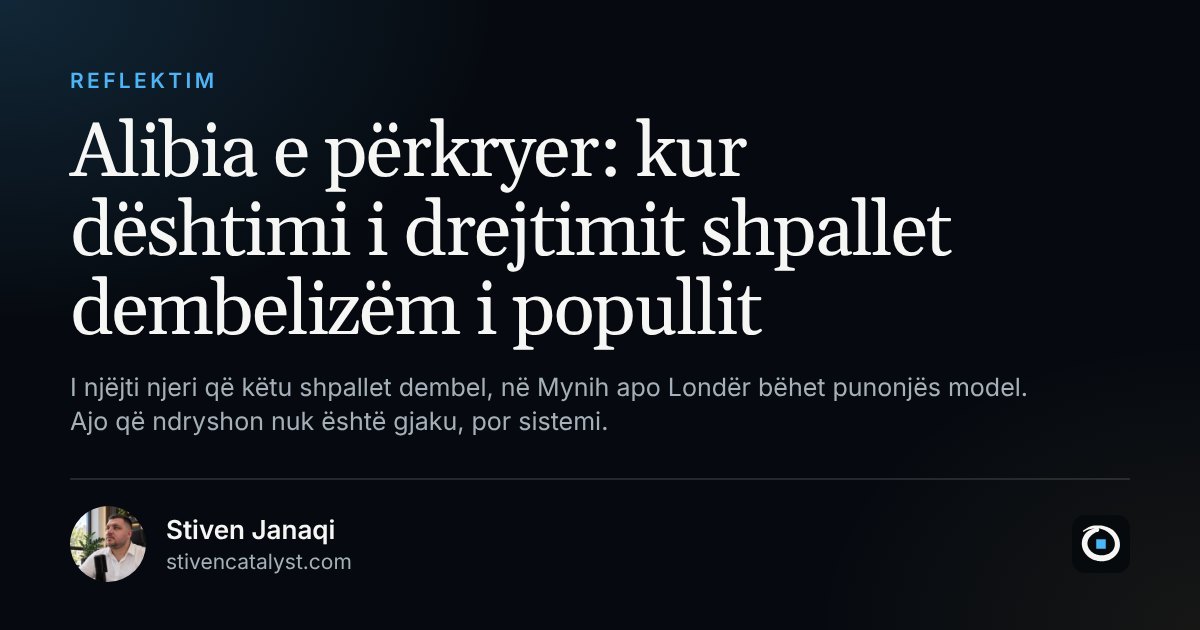 REFLEKTIM
Alibia e përkryer: kur
dështimi i drejtimit shpallet
dembelizëm i popullit
I njëjti njeri që këtu shpallet dembel, në Mynih apo Londër bëhet punonjës model.
Ajo që ndryshon nuk është gjaku, por sistemi.
Stiven Janaqi
stivencatalyst.com